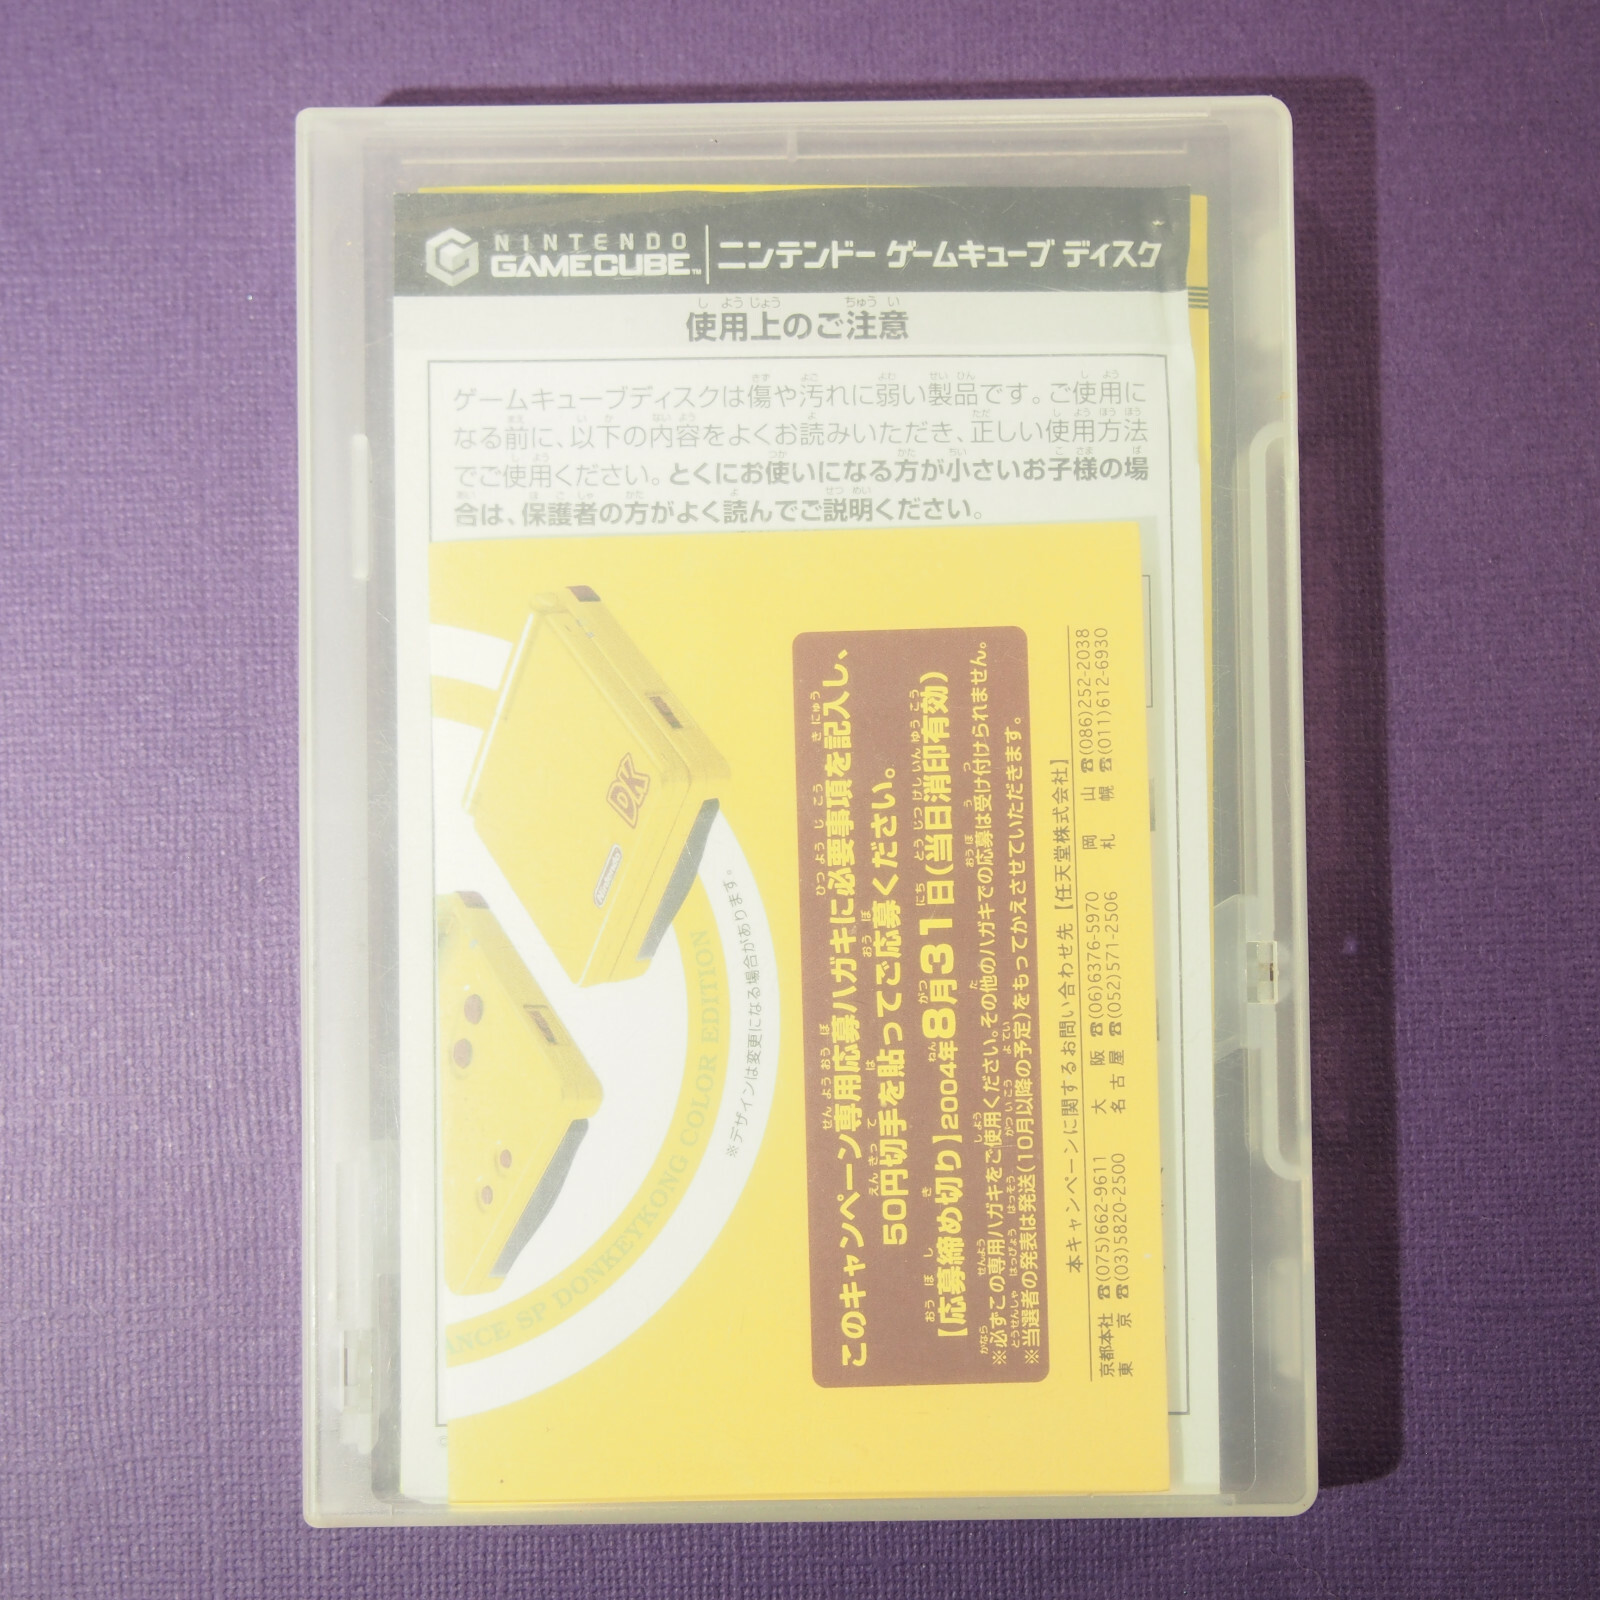 NINTENDO
GAMECUBE™
ニンテンドー ゲームキューブ ディスク
使用上のご注意
ゲームキューブディスクは傷や汚れに弱い製品です。ご使用に
なる前に、以下の内容をよくお読みいただき、正しい使用方法
でご使用ください。とくにお使いになる方が小さいお子様の場
合は、保護者の方がよく読んでご説明ください。
DK
Nintendo
ANCE SP DONKEYKONG COLOR EDITION
※デザインは変更になる場合があります。
このキャンペーン専用応募ハガキに必要事項を記入し、
50円切手を貼ってご応募ください。
【応募締め切り】2004年8月31日(当日消印有効)
※必ずこの専用ハガキをご使用ください。その他のハガキでの応募は受け付けられません。
※当選者の発表は発送(10月以降の予定)をもってかえさせていただきます。
本キャンペーンに関するお問い合わせ先【任天堂株式会社】
京都本社 ☎(075)662-9611 大 阪 ☎(06)6376-5970 岡 山 ☎(086)252-2038
東 京 ☎(03)5820-2500 名古屋 ☎(052)571-2506 札 幌 ☎(011)612-6930